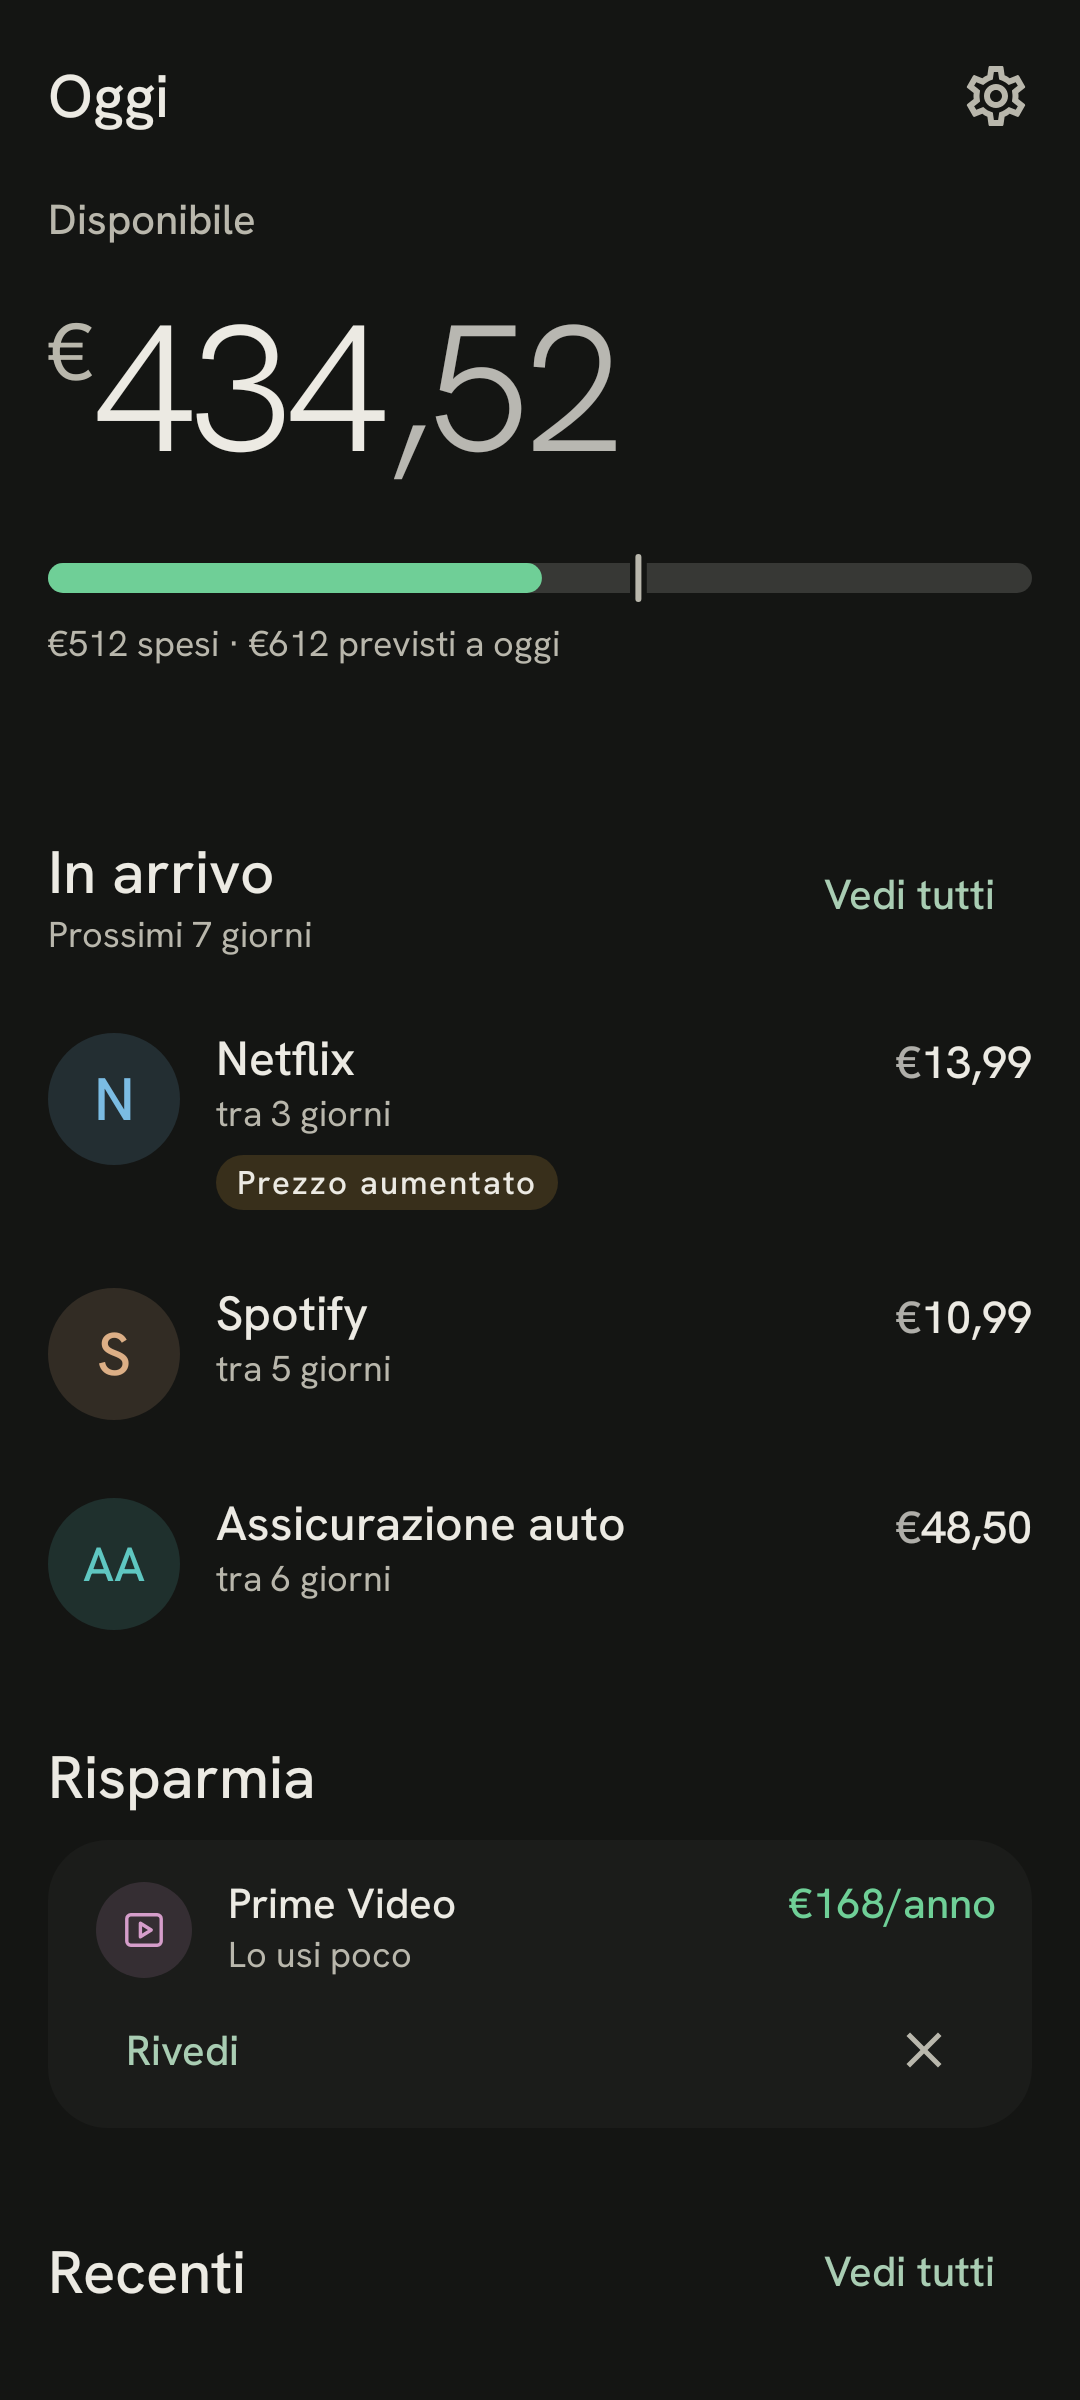 Oggi
Disponibile
€434,52
€512 spesi · €612 previsti a oggi
In arrivo
Vedi tutti
Prossimi 7 giorni
N
Netflix
€13,99
tra 3 giorni
Prezzo aumentato
S
Spotify
€10,99
tra 5 giorni
AA
Assicurazione auto
€48,50
tra 6 giorni
Risparmia
Prime Video
€168/anno
Lo usi poco
Rivedi
Recenti
Vedi tutti